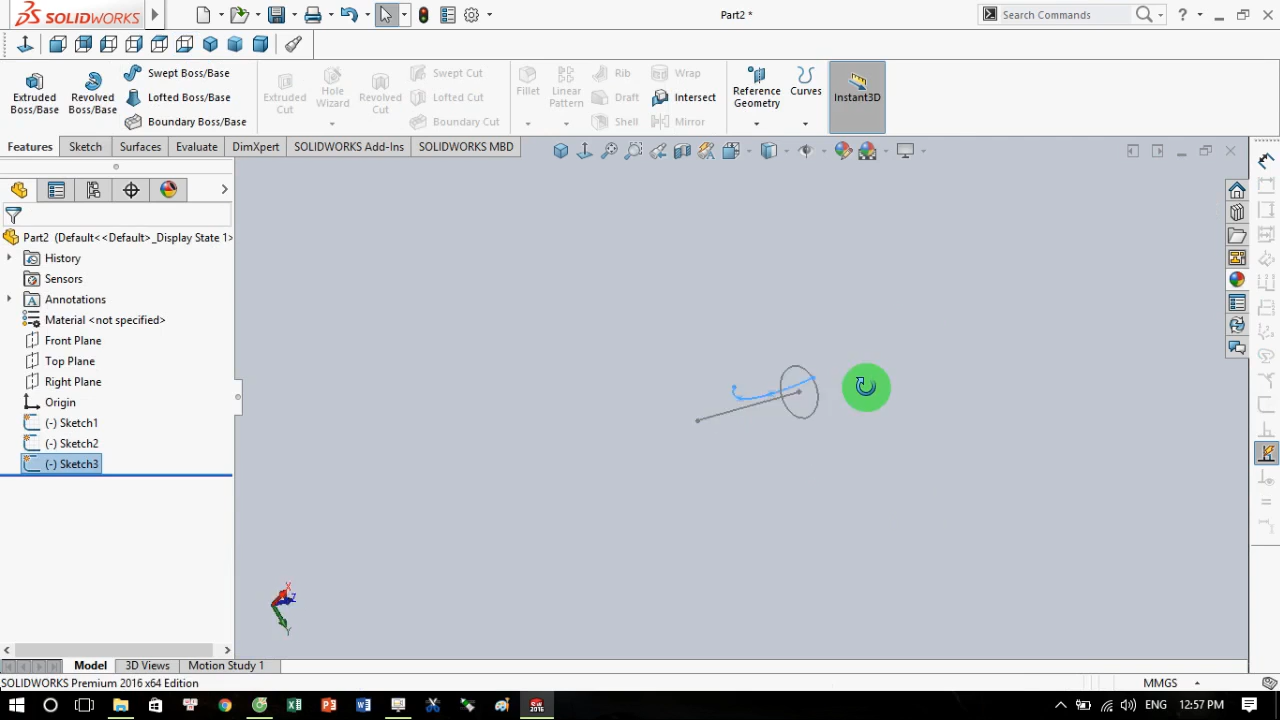 SOLIDWORKS
Part2 *
Search Commands
?
Extruded Boss/Base
Revolved Boss/Base
Swept Boss/Base
Lofted Boss/Base
Boundary Boss/Base
Extruded Cut
Hole Wizard
Revolved Cut
Swept Cut
Lofted Cut
Boundary Cut
Fillet
Linear Pattern
Rib
Draft
Shell
Wrap
Intersect
Mirror
Reference Geometry
Curves
Instant3D
Features
Sketch
Surfaces
Evaluate
DimXpert
SOLIDWORKS Add-Ins
SOLIDWORKS MBD
Part2 (Default<<Default>_Display State 1>
History
Sensors
Annotations
Material <not specified>
Front Plane
Top Plane
Right Plane
Origin
(-) Sketch1
(-) Sketch2
(-) Sketch3
X
Z
Y
Model
3D Views
Motion Study 1
SOLIDWORKS Premium 2016 x64 Edition
MMGS
ENG
12:57 PM